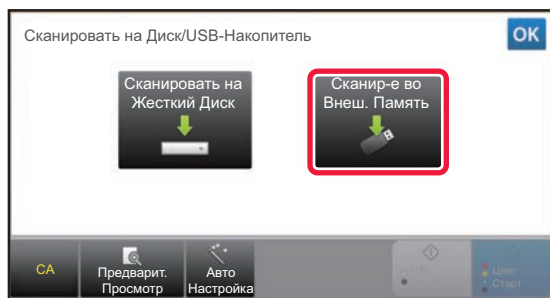 Сканировать на Диск/USB-Накопитель
OK
Сканировать на
Жесткий Диск
Сканир-е во
Внеш. Память
CA
Предварит.
Просмотр
Авто
Настройка
Ч/Б
Старт
Цвет
Старт